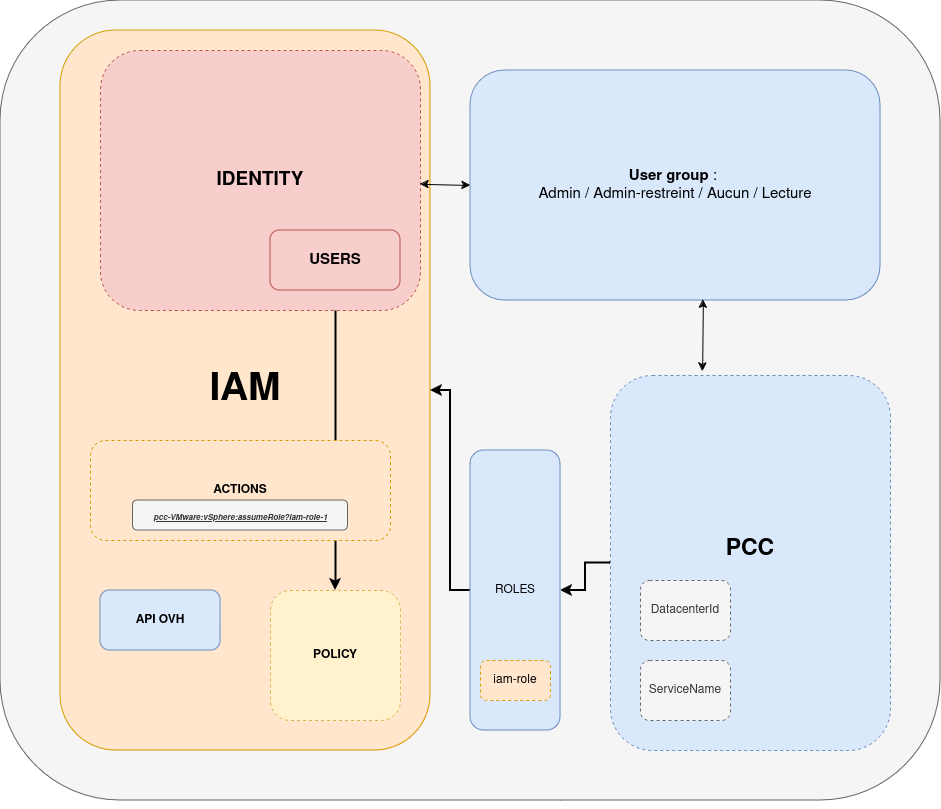 IDENTITY
USERS
User group :
Admin / Admin-restreint / Aucun / Lecture
IAM
ACTIONS
pcc-VMware:vSphere:assumeRole?iam-role-1
API OVH
POLICY
ROLES
iam-role
PCC
DatacenterId
ServiceName